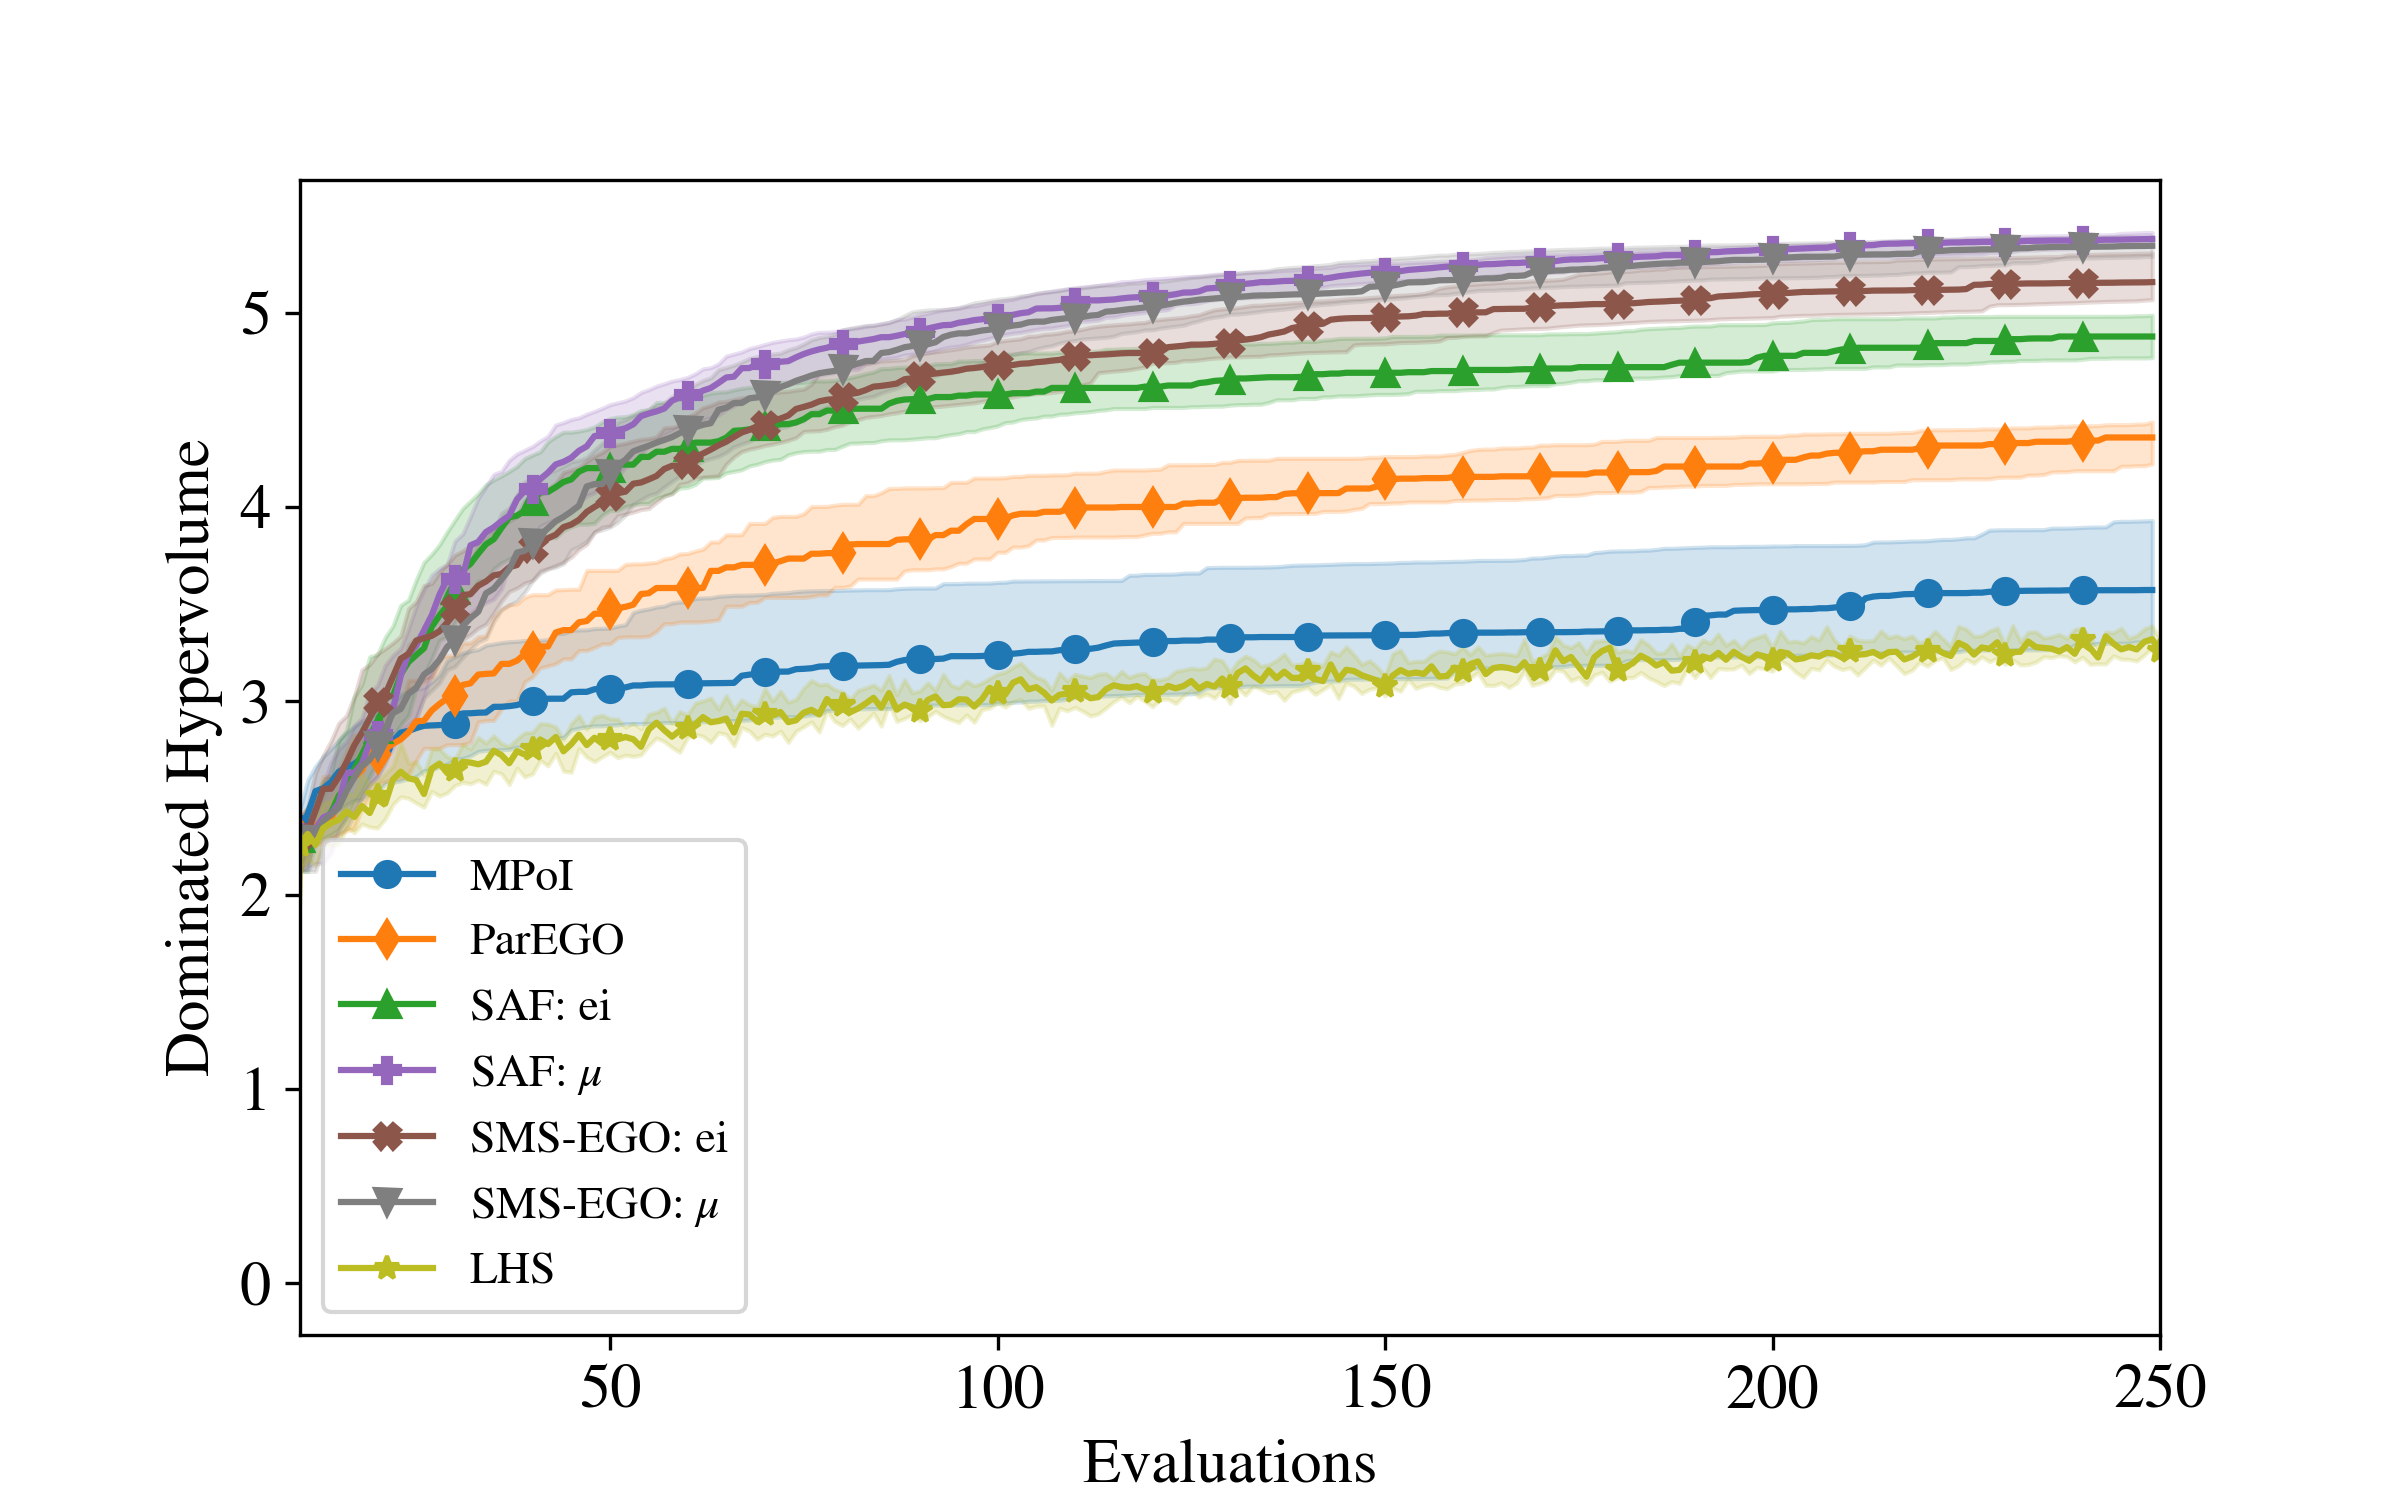 Dominated Hypervolume
5
4
3
2
1
0
MPoI
ParEGO
SAF: ei
SAF: μ
SMS-EGO: ei
SMS-EGO: μ
LHS
50 100 150 200 250
Evaluations